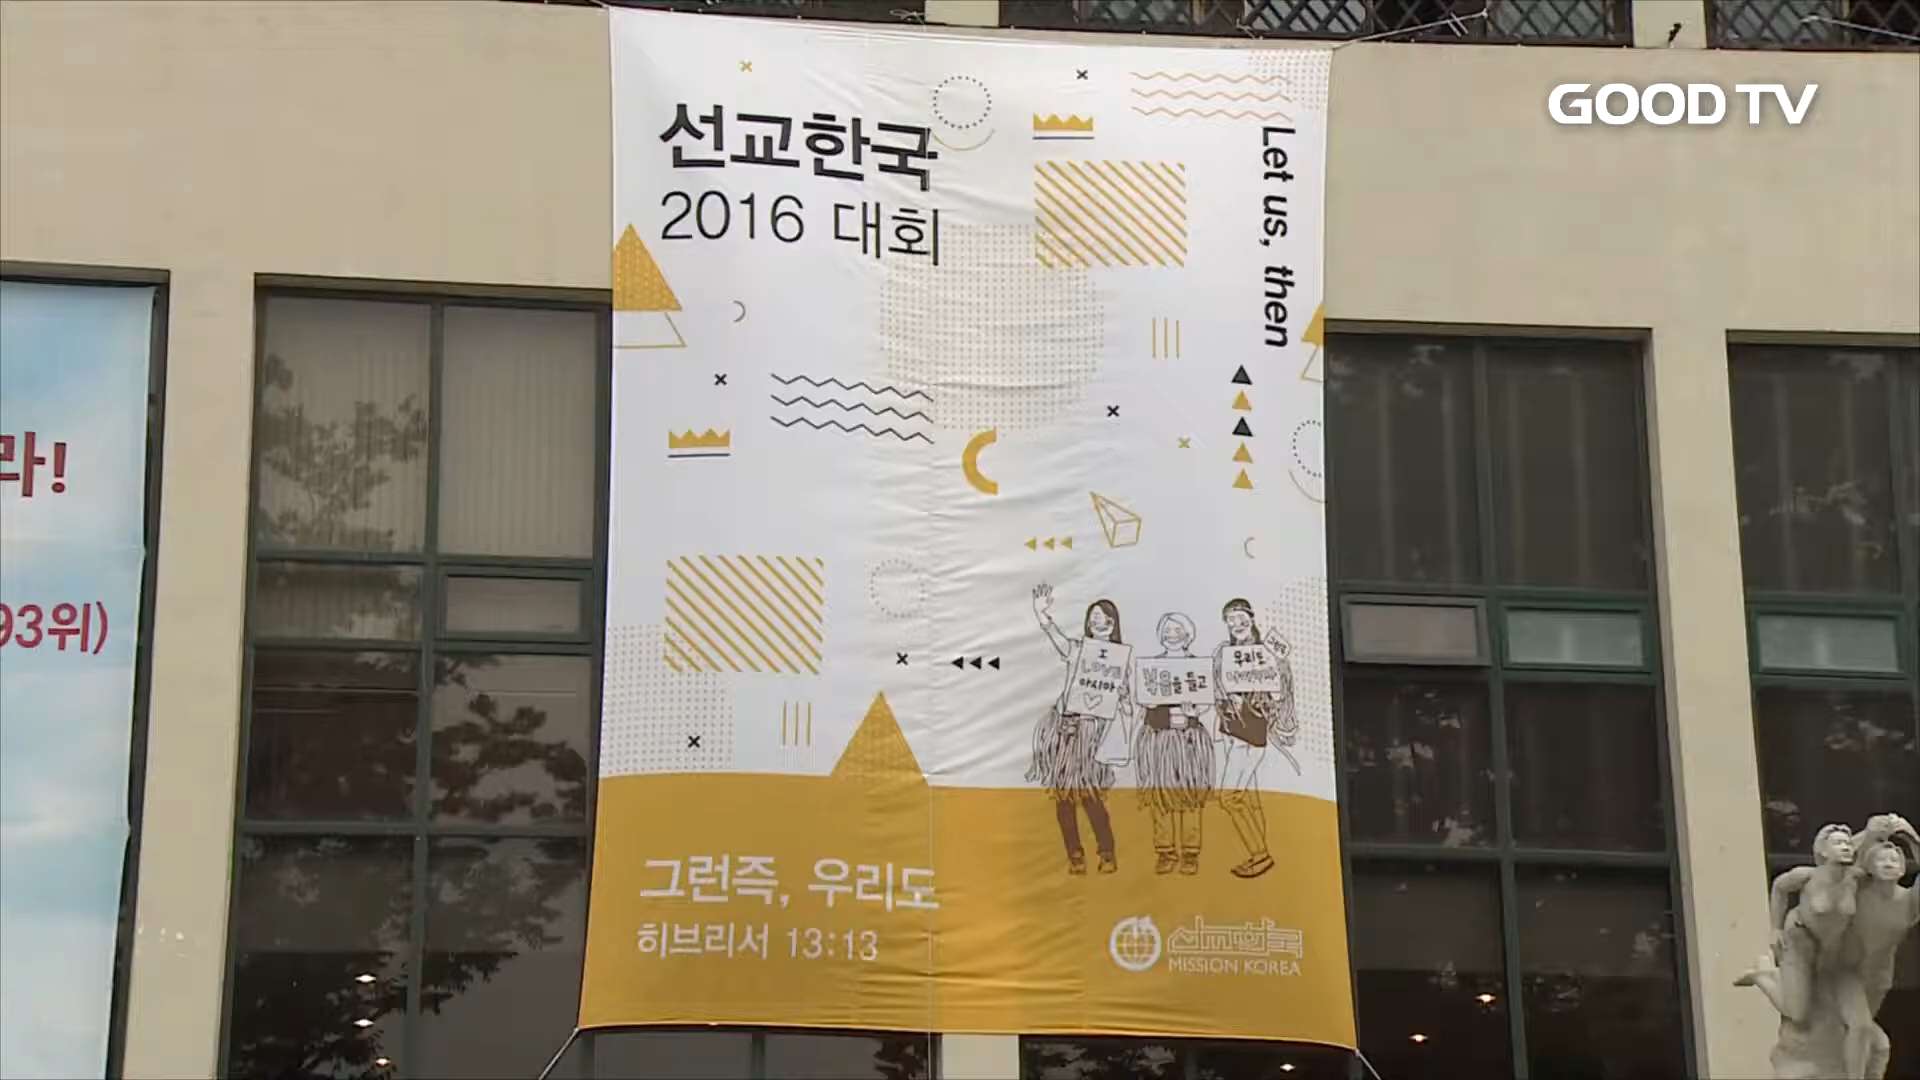 GOOD TV
선교한국
2016 대회
Let us, then
라!
93위)
I
LOVE
아시아
복음을 들고
우리도
그런즉, 우리도
히브리서 13:13
선교한국
MISSION KOREA